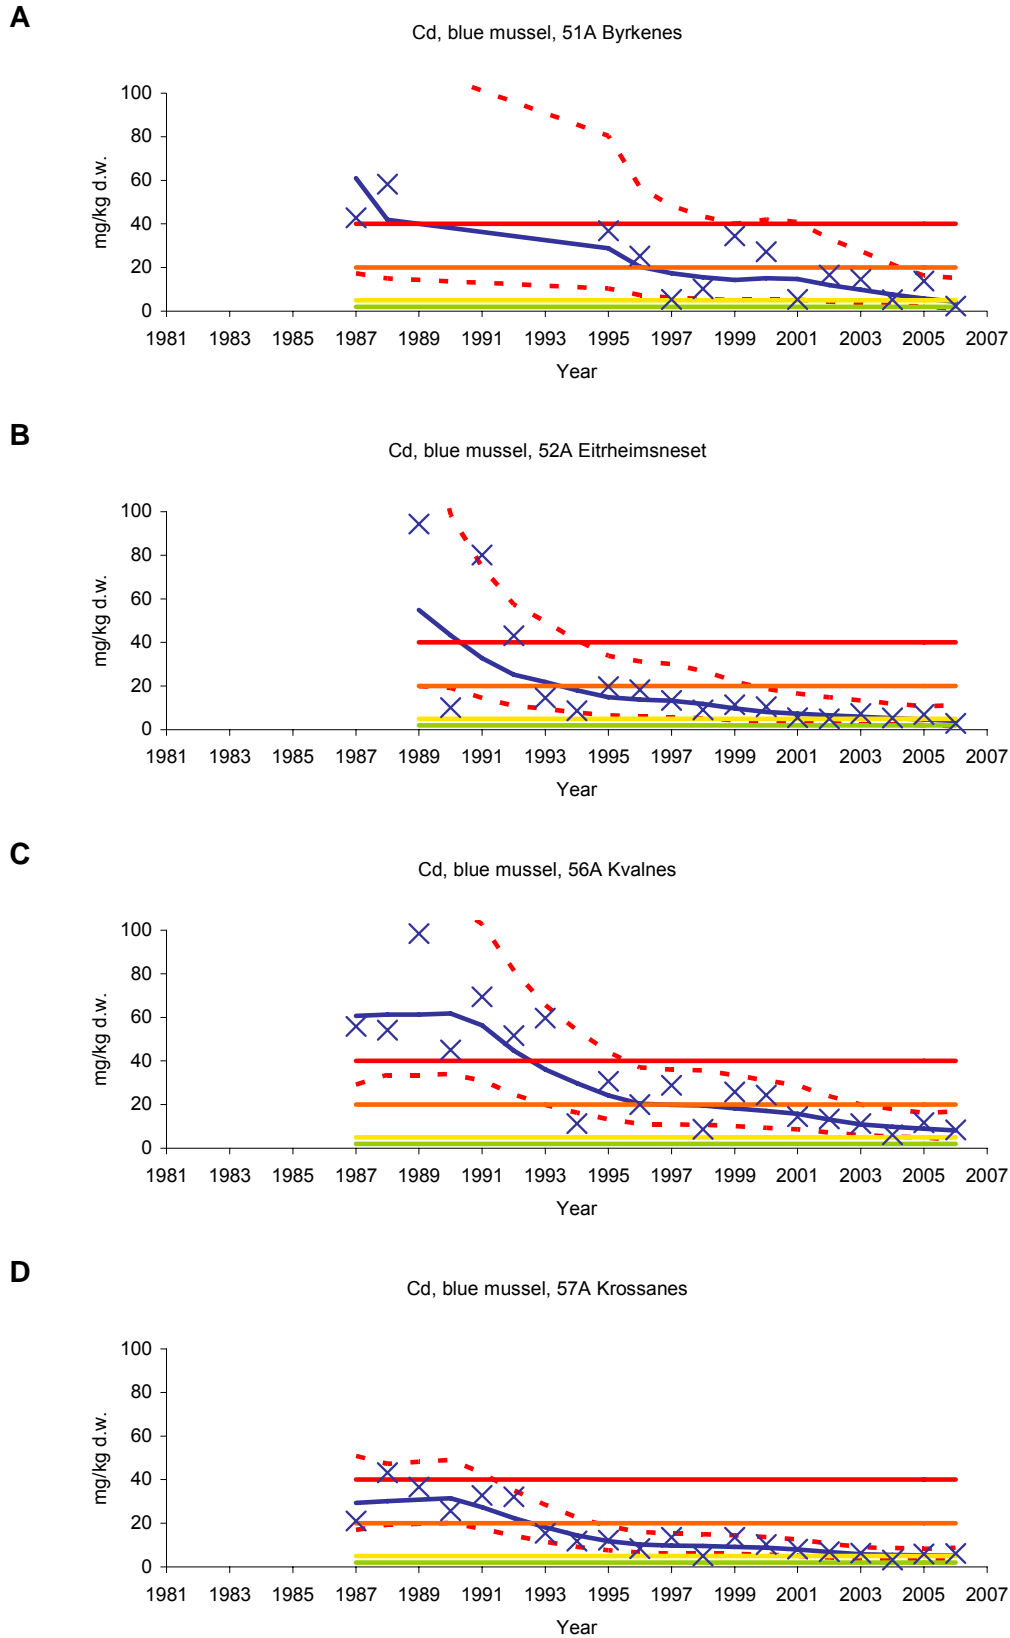 A
Cd, blue mussel, 51A Byrkenes
100
80
60
40
20
0
mg/kg d.w.
1981 1983 1985 1987 1989 1991 1993 1995 1997 1999 2001 2003 2005 2007
Year
B
Cd, blue mussel, 52A Eitrheimsneset
100
80
60
40
20
0
mg/kg d.w.
1981 1983 1985 1987 1989 1991 1993 1995 1997 1999 2001 2003 2005 2007
Year
C
Cd, blue mussel, 56A Kvalnes
100
80
60
40
20
0
mg/kg d.w.
1981 1983 1985 1987 1989 1991 1993 1995 1997 1999 2001 2003 2005 2007
Year
D
Cd, blue mussel, 57A Krossanes
100
80
60
40
20
0
mg/kg d.w.
1981 1983 1985 1987 1989 1991 1993 1995 1997 1999 2001 2003 2005 2007
Year